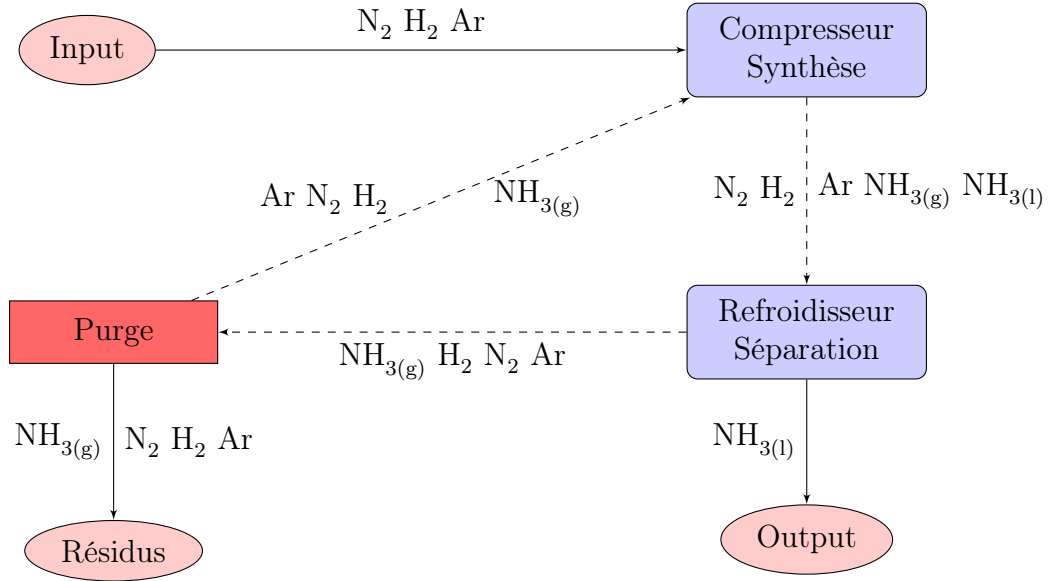 N₂ H₂ Ar
Input
Compresseur
Synthèse
Ar N₂ H₂
NH₃₍g₎
N₂ H₂
Ar NH₃₍g₎ NH₃₍l₎
Purge
Refroidisseur
Séparation
NH₃₍g₎ H₂ N₂ Ar
NH₃₍g₎
N₂ H₂ Ar
NH₃₍l₎
Résidus
Output